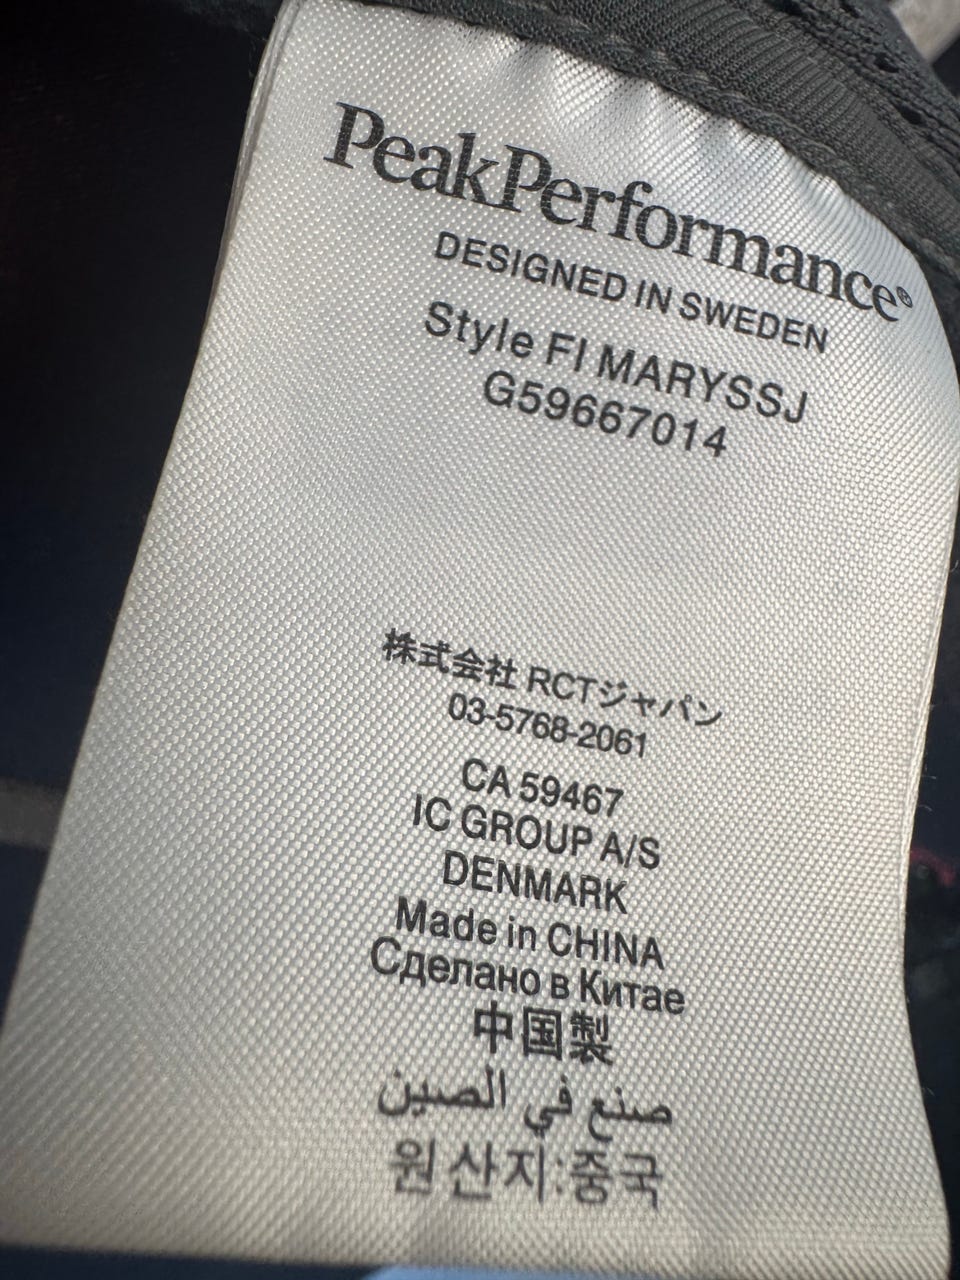 PeakPerformance®
DESIGNED IN SWEDEN
Style FI MARYSSJ
G59667014
株式会社 RCTジャパン
03-5768-2061
CA 59467
IC GROUP A/S
DENMARK
Made in CHINA
Сделано в Китае
中国製
صنع في الصين
원산지:중국